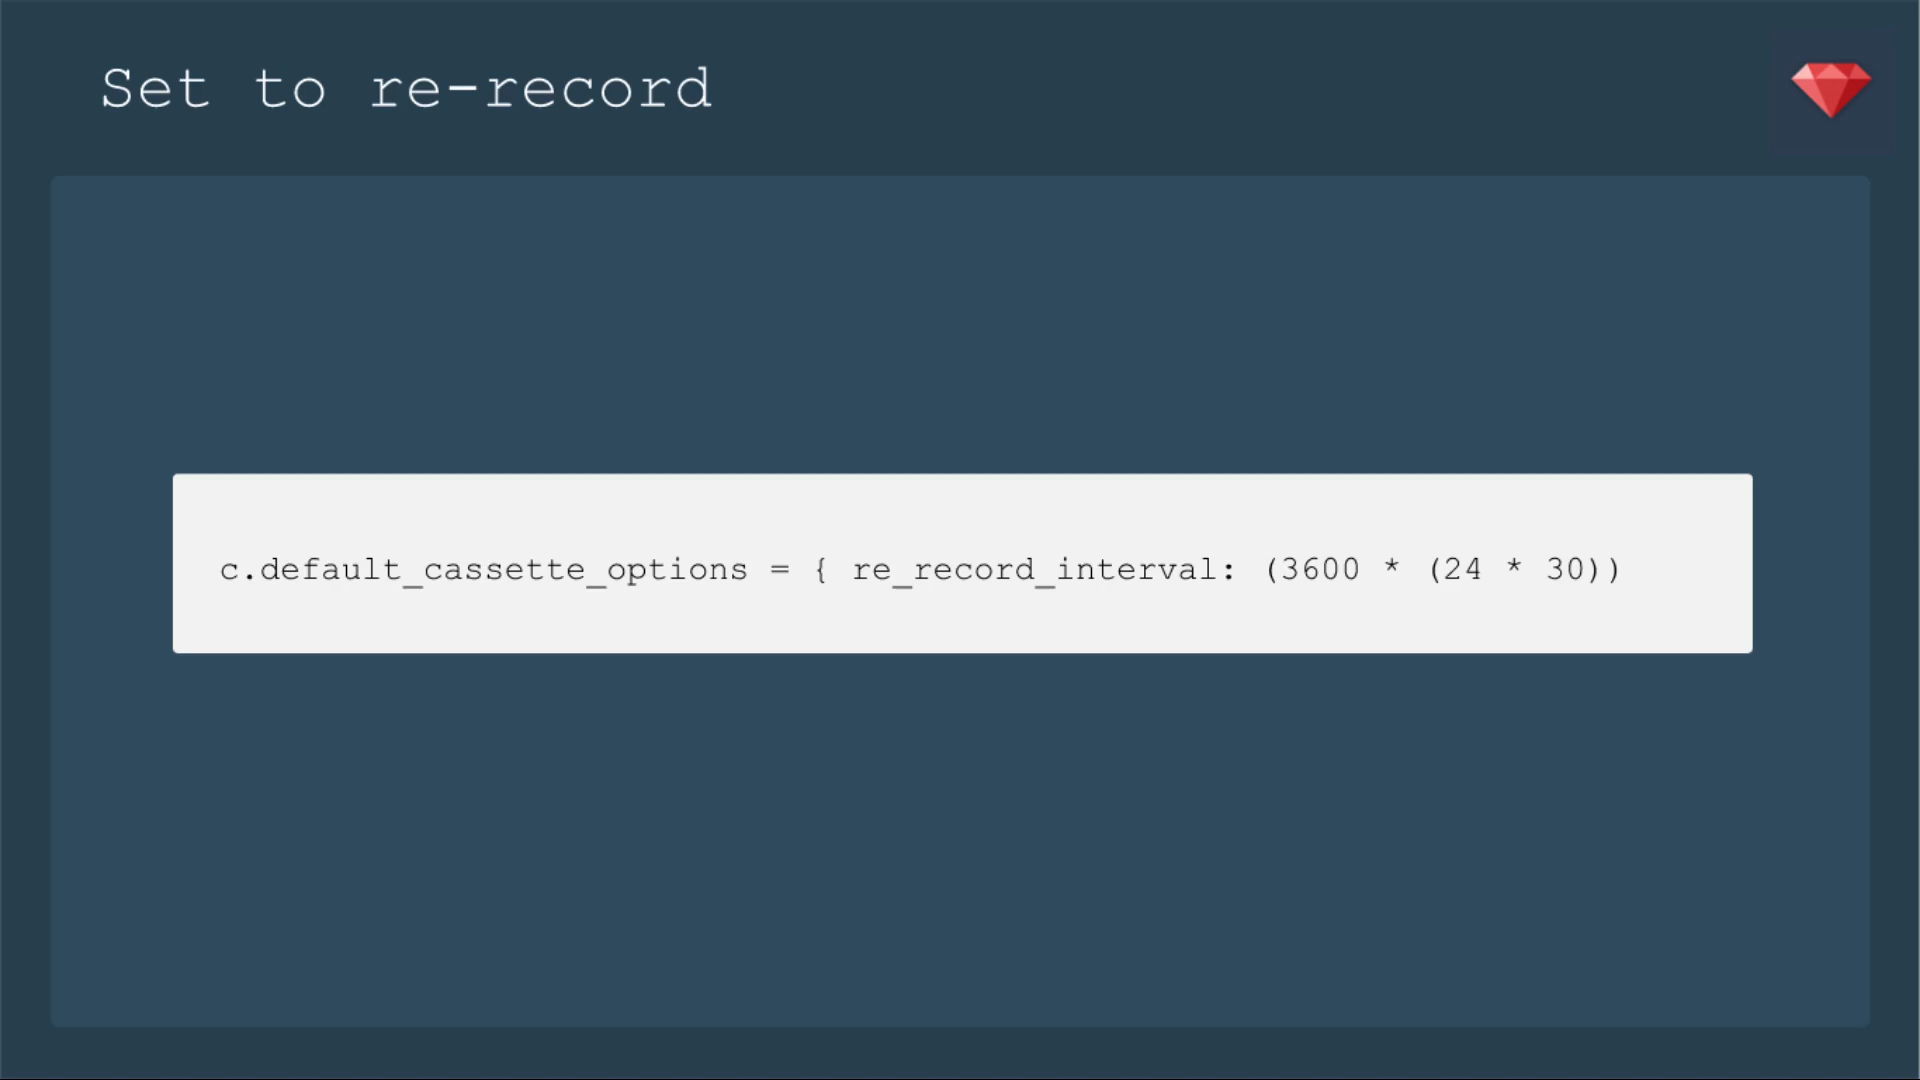 Set to re-record
c.default_cassette_options = { re_record_interval: (3600 * (24 * 30))